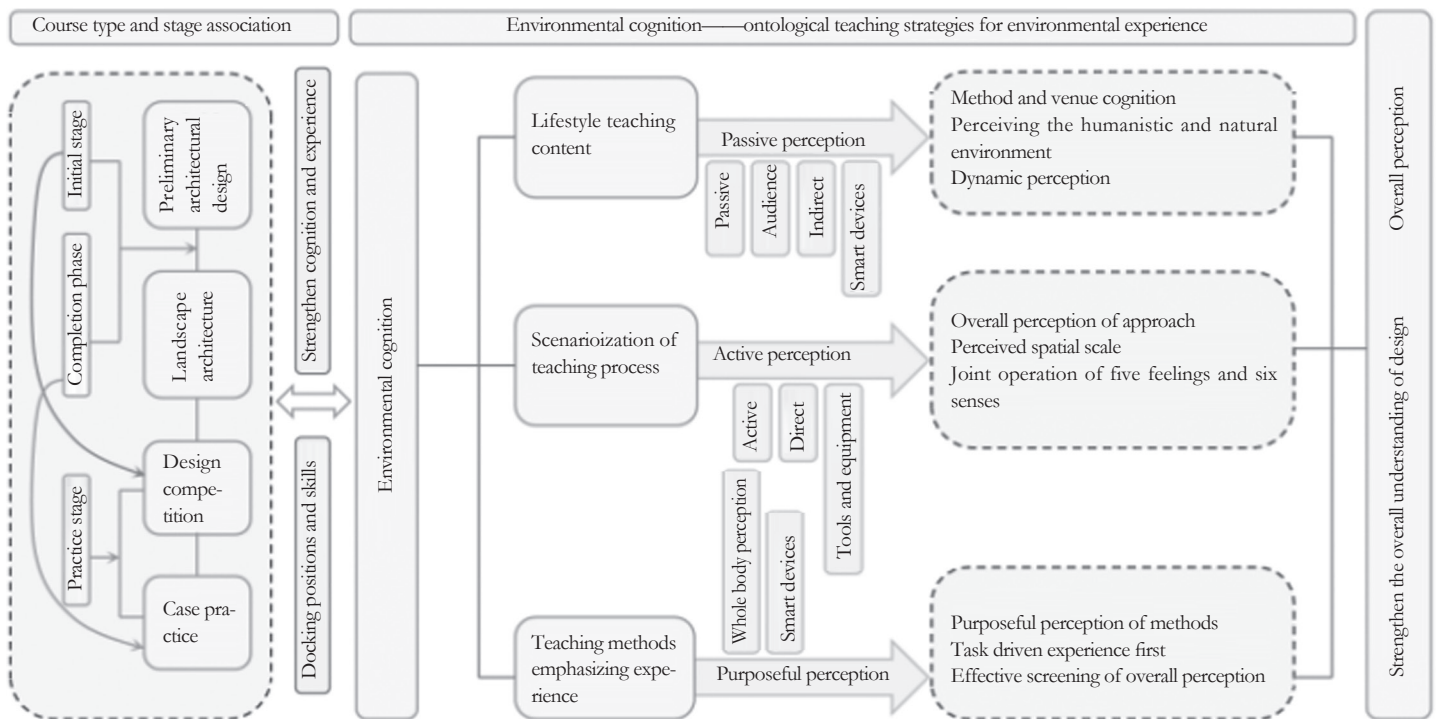 Course type and stage association
Environmental cognition——ontological teaching strategies for environmental experience
Initial stage
Completion phase
Practice stage
Preliminary
architectural
design
Landscape
architecture
Design
compe-
tition
Case pra-
ctice
Strengthen cognition and experience
Docking positions and skills
Environmental cognition
Lifestyle teaching
content
Passive perception
Passive
Audience
Indirect
Smart devices
Method and venue cognition
Perceiving the humanistic and natural
environment
Dynamic perception
Scenarioization of
teaching process
Active perception
Active
Direct
Tools and equipment
Whole body perception
Smart devices
Overall perception of approach
Perceived spatial scale
Joint operation of five feelings and six
senses
Teaching methods
emphasizing expe-
rience
Purposeful perception
Purposeful perception of methods
Task driven experience first
Effective screening of overall perception
Overall perception
Strengthen the overall understanding of design